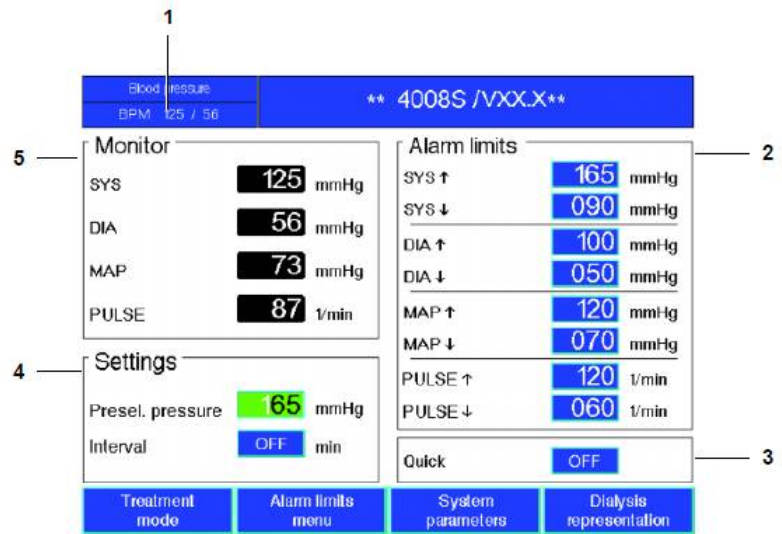 1
Blood pressure
BPM 125 / 56
** 4008S /VXX.X**
5
Monitor
SYS 125 mmHg
DIA 56 mmHg
MAP 73 mmHg
PULSE 87 1/min
2
Alarm limits
SYS ↑ 165 mmHg
SYS ↓ 090 mmHg
DIA ↑ 100 mmHg
DIA ↓ 050 mmHg
MAP ↑ 120 mmHg
MAP ↓ 070 mmHg
PULSE ↑ 120 1/min
PULSE ↓ 060 1/min
4
Settings
Presel. pressure 165 mmHg
Interval OFF min
3
Quick OFF
Treatment
mode
Alarm limits
menu
System
parameters
Dialysis
representation